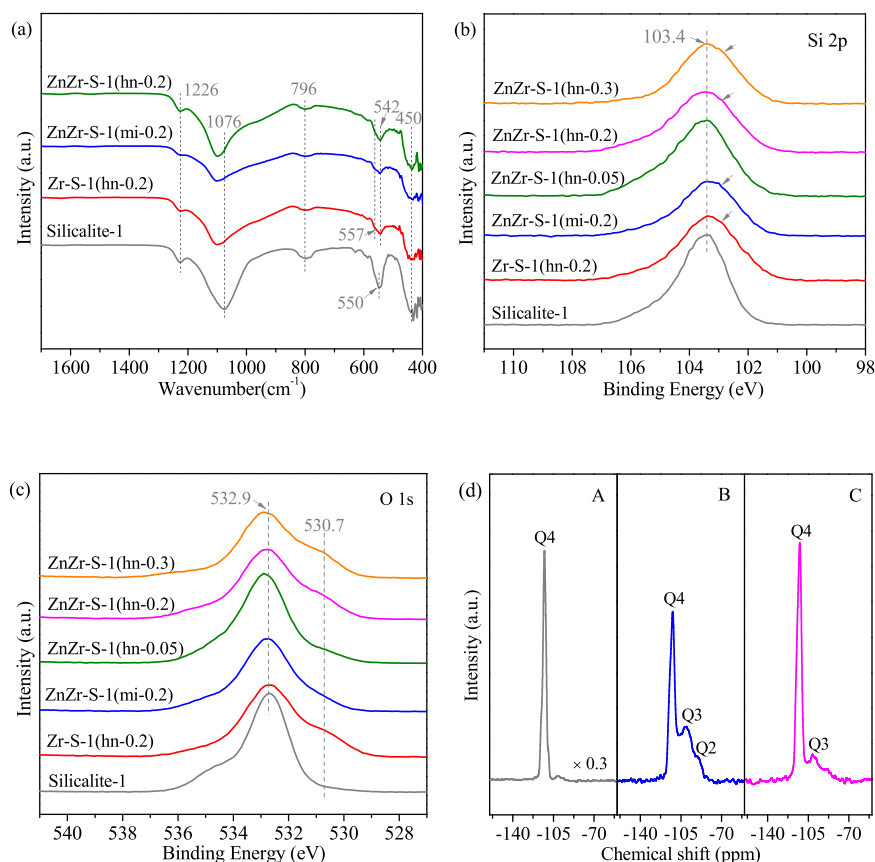 (a)
ZnZr-S-1(hn-0.2)
1226
796
542
1076
450
ZnZr-S-1(mi-0.2)
Zr-S-1(hn-0.2)
Silicalite-1
557
550
Intensity (a.u.)
1600 1400 1200 1000 800 600 400
Wavenumber(cm-1)
(b)
103.4
Si 2p
ZnZr-S-1(hn-0.3)
ZnZr-S-1(hn-0.2)
ZnZr-S-1(hn-0.05)
ZnZr-S-1(mi-0.2)
Zr-S-1(hn-0.2)
Silicalite-1
Intensity (a.u.)
110 108 106 104 102 100 98
Binding Energy (eV)
(c)
532.9
O 1s
530.7
ZnZr-S-1(hn-0.3)
ZnZr-S-1(hn-0.2)
ZnZr-S-1(hn-0.05)
ZnZr-S-1(mi-0.2)
Zr-S-1(hn-0.2)
Silicalite-1
Intensity (a.u.)
540 538 536 534 532 530 528
Binding Energy (eV)
(d)
A
B
C
Q4
Q4
Q4
Q3
Q2
Q3
× 0.3
Intensity (a.u.)
-140 -105 -70 -140 -105 -70 -140 -105 -70
Chemical shift (ppm)